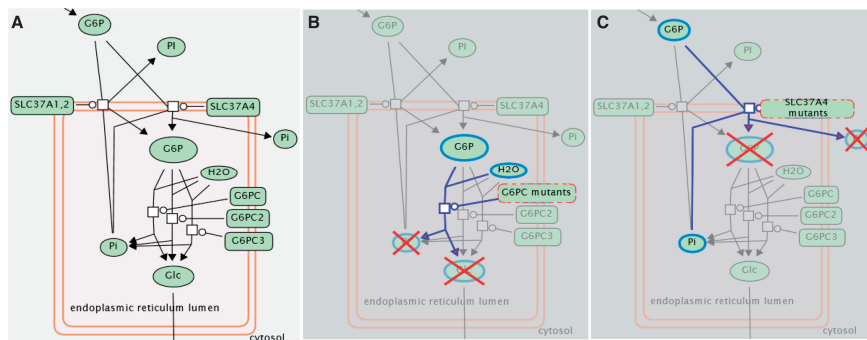 A
G6P
PI
SLC37A1,2
SLC37A4
Pi
G6P
H2O
G6PC
G6PC2
G6PC3
Pi
Glc
endoplasmic reticulum lumen
cytosol
B
G6P
PI
SLC37A1,2
SLC37A4
PI
G6P
H2O
G6PC mutants
G6PC2
G6PC3
endoplasmic reticulum lumen
cytosol
C
G6P
PI
SLC37A1,2
SLC37A4
mutants
H2O
G6PC
G6PC2
G6PC3
Pi
Glc
endoplasmic reticulum lumen
cytosol